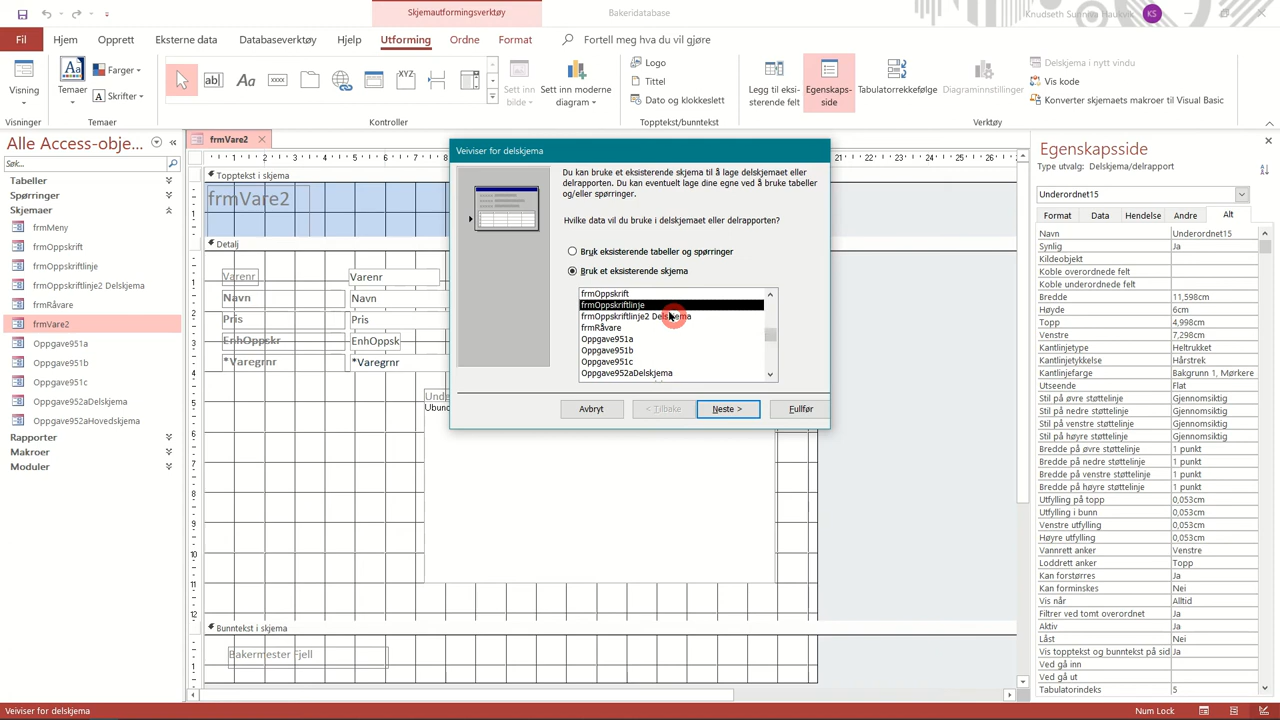 Skjemautformingsverktøy
Bakeridatabase
Knudseth Sunniva Haukvik
KS
Fil
Hjem
Opprett
Eksterne data
Databaseverktøy
Hjelp
Utforming
Ordne
Format
Fortell meg hva du vil gjøre
Visning
Temaer
Farger
Skrifter
ab|
Aa
xxxx
XYZ
Sett inn bilde
Sett inn moderne diagram
Logo
Tittel
Dato og klokkeslett
Legg til eksisterende felt
Egenskapsside
Tabulatorrekkefølge
Diagraminnstillinger
Delskjema i nytt vindu
Vis kode
Konverter skjemaets makroer til Visual Basic
Visning
Temaer
Kontroller
Topptekst/bunntekst
Verktøy
Alle Access-obje...
Søk...
Tabeller
Spørringer
Skjemaer
frmMeny
frmOppskrift
frmOppskriftlinje
frmOppskriftlinje2 Delskjema
frmRåvare
frmVare2
Oppgave951a
Oppgave951b
Oppgave951c
Oppgave952aDelskjema
Oppgave952aHovedskjema
Rapporter
Makroer
Moduler
frmVare2
Topptekst i skjema
frmVare2
Detalj
Varenr
Varenr
Navn
Navn
Pris
Pris
EnhOppskr
EnhOppsk
*Varegrnr
*Varegrnr
Bunntekst i skjema
Bakermester Fjell
Veiviser for delskjema
Du kan bruke et eksisterende skjema til å lage delskjemaet eller
delrapporten. Du kan eventuelt lage dine egne ved å bruke tabeller
og/eller spørringer.
Hvilke data vil du bruke i delskjemaet eller delrapporten?
Bruk eksisterende tabeller og spørringer
Bruk et eksisterende skjema
frmOppskrift
frmOppskriftlinje
frmOppskriftlinje2 Delskjema
frmRåvare
Oppgave951a
Oppgave951b
Oppgave951c
Oppgave952aDelskjema
Avbryt
< Tilbake
Neste >
Fullfør
Egenskapsside
Type utvalg: Delskjema/delrapport
Underordnet15
Format
Data
Hendelse
Andre
Alt
Navn Underordnet15
Synlig Ja
Kildeobjekt
Koble overordnede felt
Koble underordnede felt
Bredde 11,598cm
Høyde 6cm
Topp 4,998cm
Venstre 7,298cm
Kantlinjetype Heltrukket
Kantlinjetykkelse Hårstrek
Kantlinjefarge Bakgrunn 1, Mørkere
Utseende Flat
Stil på øvre støttelinje Gjennomsiktig
Stil på nedre støttelinje Gjennomsiktig
Stil på venstre støttelinje Gjennomsiktig
Stil på høyre støttelinje Gjennomsiktig
Bredde på øvre støttelinje 1 punkt
Bredde på nedre støttelinje 1 punkt
Bredde på venstre støttelinje 1 punkt
Bredde på høyre støttelinje 1 punkt
Utfylling på topp 0,053cm
Utfylling i bunn 0,053cm
Venstre utfylling 0,053cm
Høyre utfylling 0,053cm
Vannrett anker Venstre
Loddrett anker Topp
Kan forstørres Ja
Kan forminskes Nei
Vis når Alltid
Filtrer ved tomt overordnet Ja
Aktiv Ja
Låst Nei
Vis topptekst og bunntekst på sid Ja
Ved gå inn
Ved gå ut
Tabulatorindeks 5
Veiviser for delskjema
Num Lock